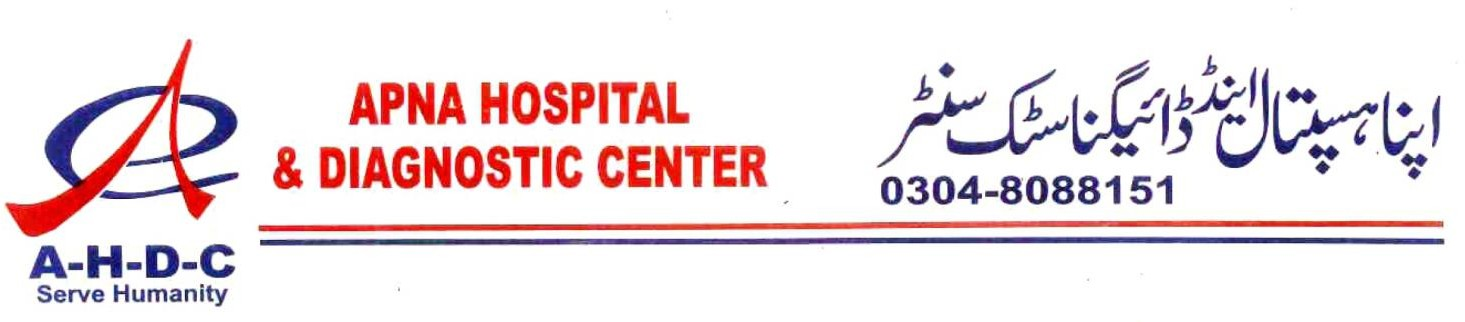 APNA HOSPITAL
& DIAGNOSTIC CENTER
اپنا ہسپتال اینڈ ڈائیگناسٹک سنٹر
0304-8088151
A-H-D-C
Serve Humanity